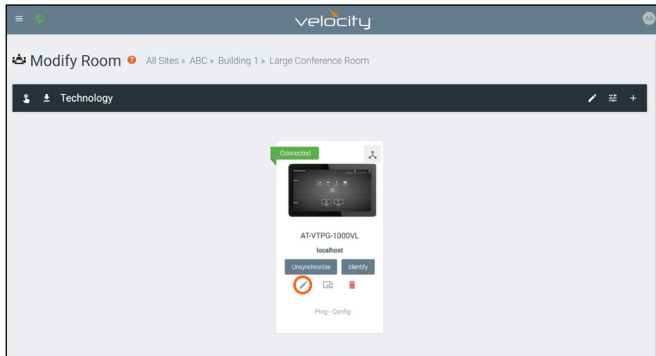 velocity
AA
Modify Room ? All Sites » ABC » Building 1 » Large Conference Room
Technology
Connected
AT-VTPG-1000VL
localhost
Unsynchronize Identify
Ping - Config